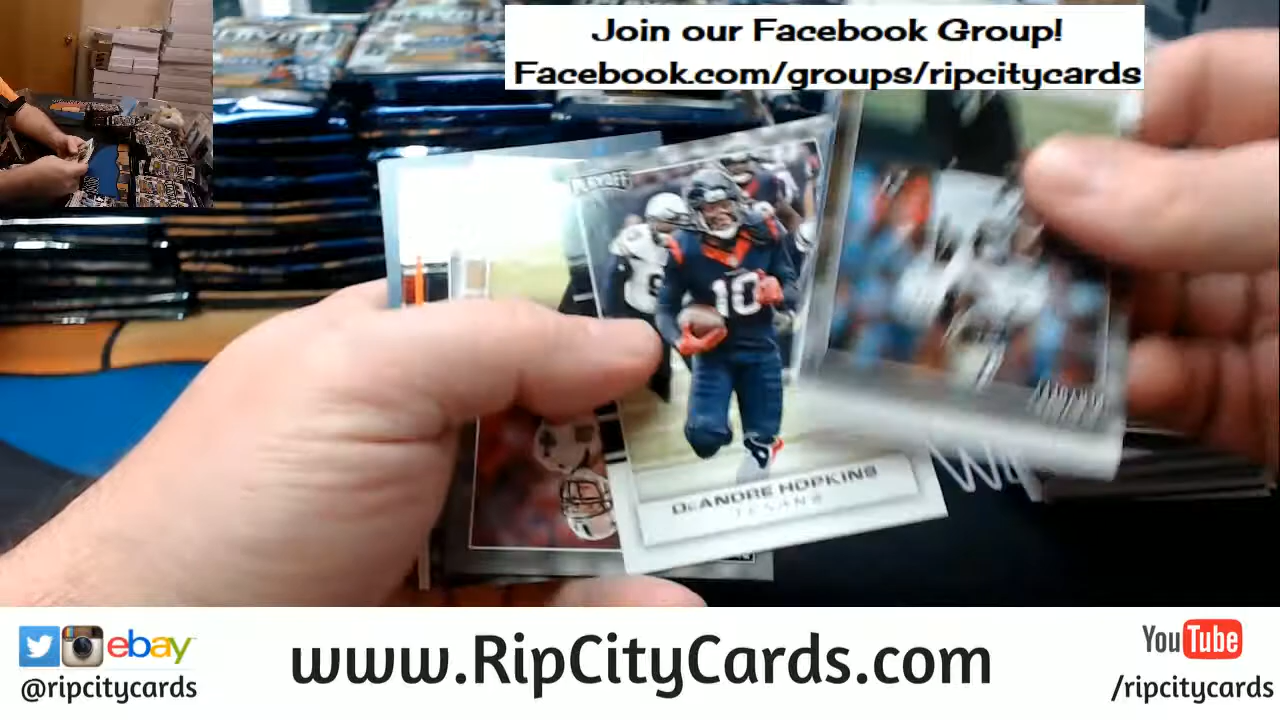 Join our Facebook Group!
Facebook.com/groups/ripcitycards
PLAYOFF
10
DeANDRE HOPKINS
TEXANS
ebay
@ripcitycards
www.RipCityCards.com
YouTube
/ripcitycards